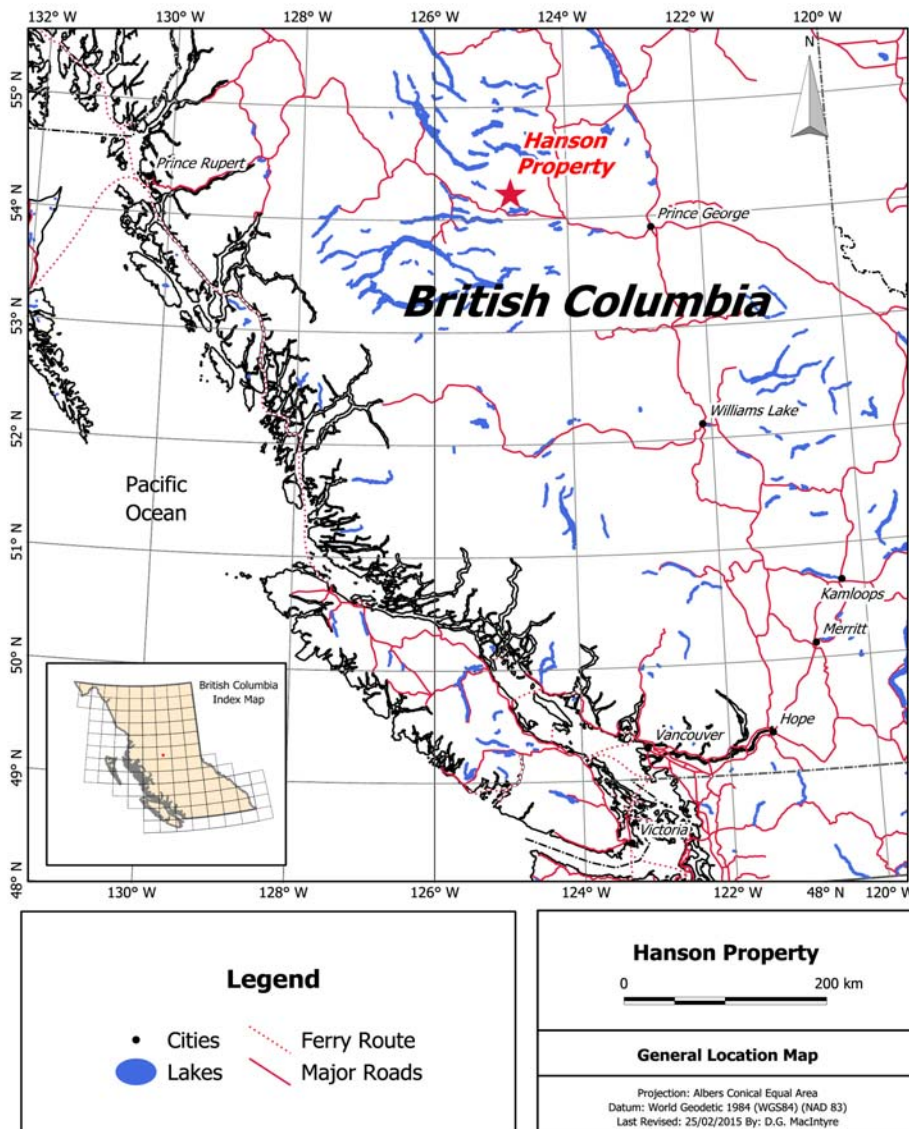 132° W
130° W
128° W
126° W
124° W
122° W
120° W
N
55° N
Hanson
Property
Prince Rupert
54° N
Prince George
British Columbia
53° N
Williams Lake
52° N
Pacific
Ocean
51° N
Kamloops
Merritt
50° N
British Columbia
Index Map
Hope
Vancouver
49° N
Victoria
48° N
130° W
128° W
126° W
124° W
122° W
48° N
120° W
Legend
Cities
Ferry Route
Lakes
Major Roads
Hanson Property
0
200 km
General Location Map
Projection: Albers Conical Equal Area
Datum: World Geodetic 1984 (WGS84) (NAD 83)
Last Revised: 25/02/2015 By: D.G. MacIntyre